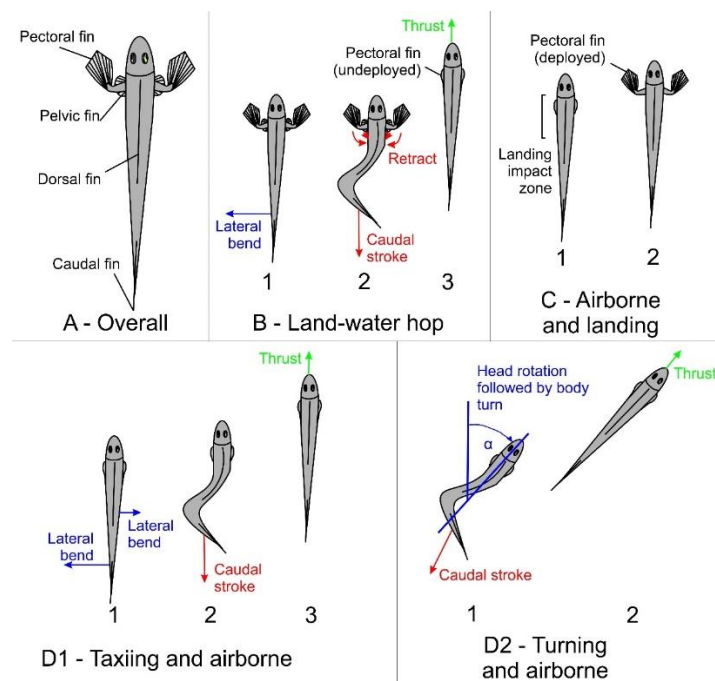 Pectoral fin
Pelvic fin
Dorsal fin
Caudal fin
A - Overall
Thrust
Pectoral fin
(undeployed)
Retract
Lateral
bend
Caudal
stroke
1
2
3
B - Land-water hop
Pectoral fin
(deployed)
Landing
impact
zone
1
2
C - Airborne
and landing
Thrust
Lateral
bend
Lateral
bend
Caudal
stroke
1
2
3
D1 - Taxiing and airborne
Head rotation
followed by body
turn
α
Thrust
Caudal stroke
1
2
D2 - Turning
and airborne